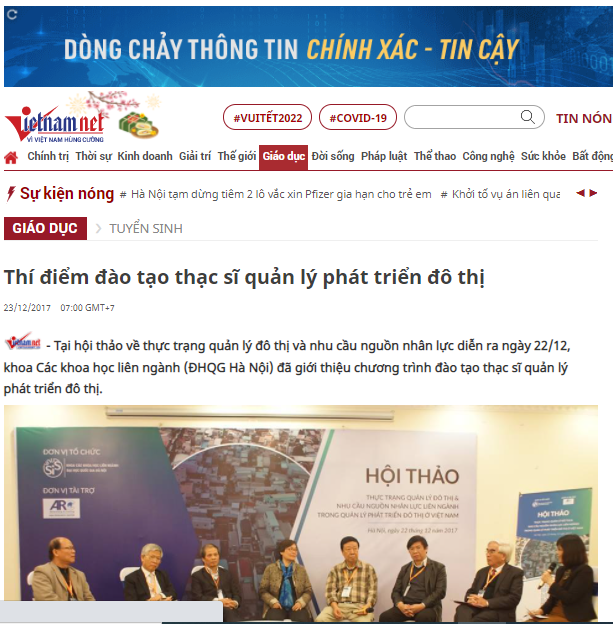 DÒNG CHẢY THÔNG TIN CHÍNH XÁC - TIN CẬY
Vietnamnet
VÌ VIỆT NAM HÙNG CƯỜNG
#VUITẾT2022 #COVID-19 TIN NÓN
Chính trị Thời sự Kinh doanh Giải trí Thế giới Giáo dục Đời sống Pháp luật Thể thao Công nghệ Sức khỏe Bất động
Sự kiện nóng # Hà Nội tạm dừng tiêm 2 lô vắc xin Pfizer gia hạn cho trẻ em # Khởi tố vụ án liên qua
GIÁO DỤC TUYỂN SINH
Thí điểm đào tạo thạc sĩ quản lý phát triển đô thị
23/12/2017 07:00 GMT+7
Vietnamnet - Tại hội thảo về thực trạng quản lý đô thị và nhu cầu nguồn nhân lực diễn ra ngày 22/12,
khoa Các khoa học liên ngành (ĐHQG Hà Nội) đã giới thiệu chương trình đào tạo thạc sĩ quản lý
phát triển đô thị.
ĐƠN VỊ TỔ CHỨC
SIS
ĐƠN VỊ TÀI TRỢ
AR
HỘI THẢO
THỰC TRẠNG QUẢN LÝ ĐÔ THỊ &
NHU CẦU NGUỒN NHÂN LỰC LIÊN NGÀNH
TRONG QUẢN LÝ PHÁT TRIỂN ĐÔ THỊ Ở VIỆT NAM
Hà Nội, ngày 22 tháng 12 năm 2017
HỘI THẢO